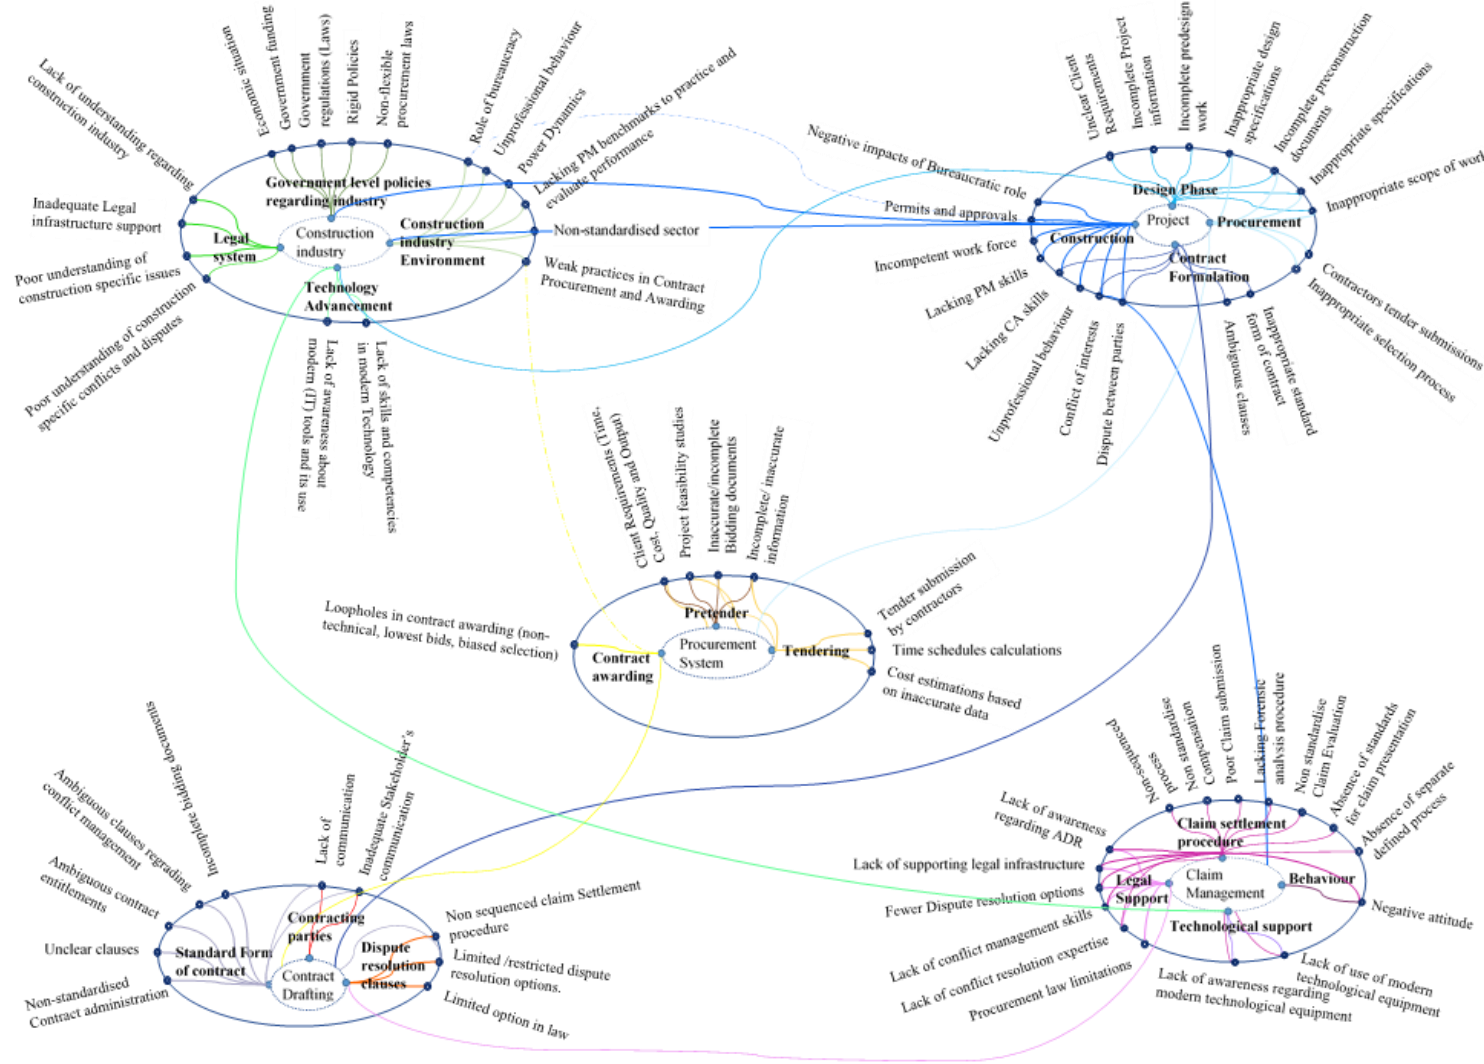 Economic situation
Government funding
Government
regulations (Laws)
Rigid Policies
Non-flexible
procurement laws
Role of bureaucracy
Unprofessional behaviour
Power Dynamics
Lacking PM benchmarks to practice and
evaluate performance
Non-standardised sector
Weak practices in Contract
Procurement and Awarding
Lack of understanding regarding
construction industry
Inadequate Legal
infrastructure support
Poor understanding of
construction specific issues
Poor understanding of construction
specific conflicts and disputes
Government level policies
regarding industry
Construction
industry
Construction
industry
Environment
Legal
system
Technology
Advancement
Lack of awareness about
modern (IT) tools and its use
Lack of skills and competencies
in modern Technology
Unclear Client
Requirements
Incomplete Project
information
Incomplete predesign
work
Inappropriate design
specifications
Incomplete preconstruction
documents
Inappropriate specifications
Inappropriate scope of work
Negative impacts of Bureaucratic role
Permits and approvals
Incompetent work force
Lacking PM skills
Lacking CA skills
Unprofessional behaviour
Conflict of interests
Dispute between parties
Design Phase
Project
Procurement
Construction
Contract
Formulation
Ambiguous clauses
Inappropriate standard
form of contract
Contractors tender submissions
Inappropriate selection process
Client Requirements (Time,
Cost, Quality and Output)
Project feasibility studies
Inaccurate/incomplete
Bidding documents
Incomplete/ inaccurate
information
Loopholes in contract awarding (non-
technical, lowest bids, biased selection)
Pretender
Procurement
System
Contract
awarding
Tendering
Tender submission
by contractors
Time schedules calculations
Cost estimations based
on inaccurate data
Incomplete bidding documents
Ambiguous clauses regrading
conflict management
Ambiguous contract
entitlements
Unclear clauses
Non-standardised
Contract administration
Lack of
communication
Inadequate Stakeholder's
communication
Contracting
parties
Standard Form
of contract
Contract
Drafting
Dispute
resolution
clauses
Non sequenced claim Settlement
procedure
Limited /restricted dispute
resolution options.
Limited option in law
Non-sequenced
process
Non standardise
Compensation
Poor Claim submission
Lacking Forensic
analysis procedure
Non standardise
Claim Evaluation
Absence of standards
for claim presentation
Absence of separate
defined process
Lack of awareness
regarding ADR
Lack of supporting legal infrastructure
Fewer Dispute resolution options
Lack of conflict management skills
Lack of conflict resolution expertise
Procurement law limitations
Claim settlement
procedure
Claim
Management
Legal
Support
Behaviour
Technological support
Negative attitude
Lack of awareness regarding
modern technological equipment
Lack of use of modern
technological equipment